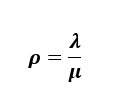 ρ = λ/μ